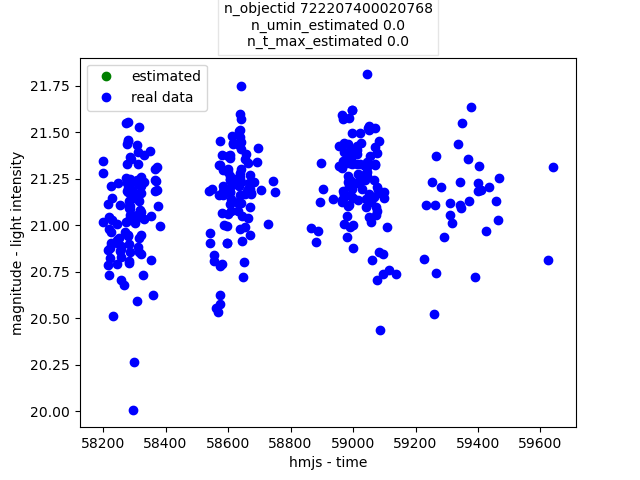 n_objectid 722207400020768
n_umin_estimated 0.0
n_t_max_estimated 0.0
estimated
real data
21.75
21.50
21.25
21.00
20.75
20.50
20.25
20.00
magnitude - light intensity
58200 58400 58600 58800 59000 59200 59400 59600
hmjs - time